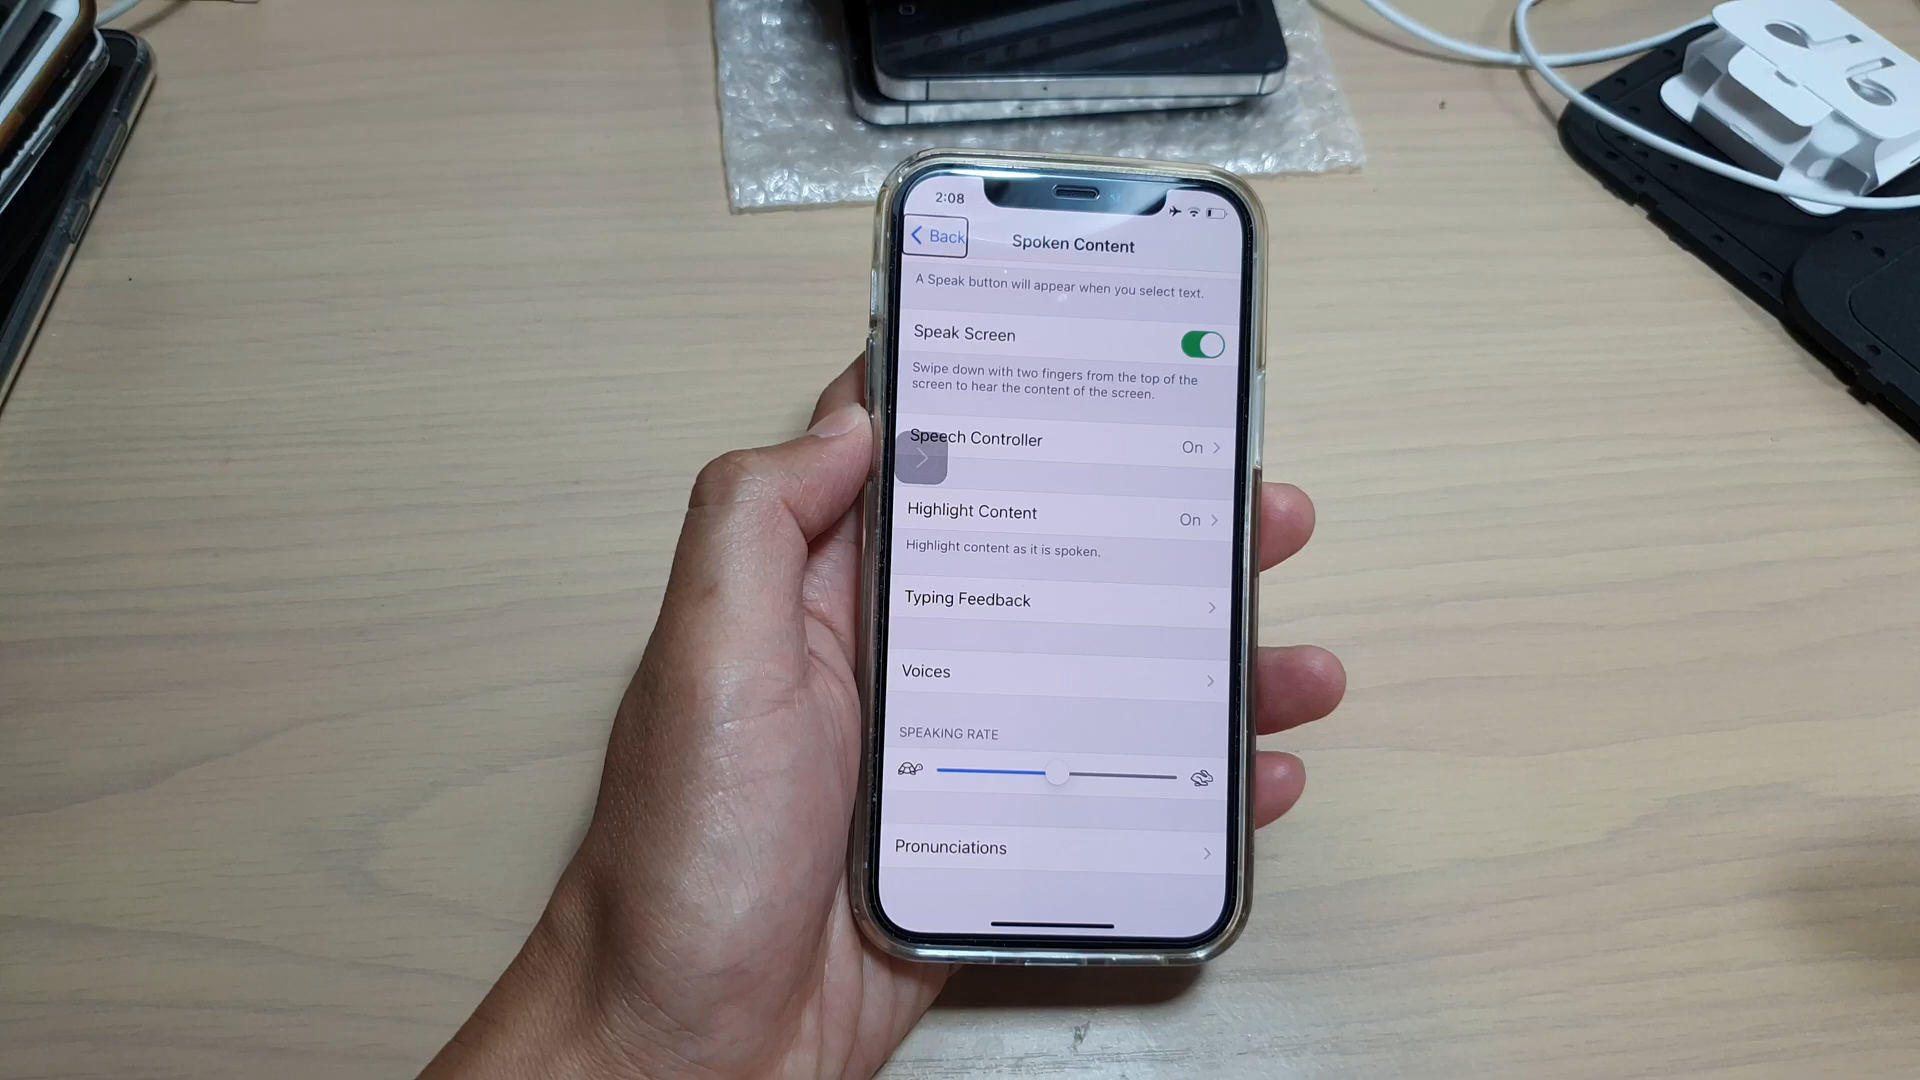 2:08
Back
Spoken Content
A Speak button will appear when you select text.
Speak Screen
Swipe down with two fingers from the top of the
screen to hear the content of the screen.
Speech Controller On
Highlight Content On
Highlight content as it is spoken.
Typing Feedback
Voices
SPEAKING RATE
Pronunciations